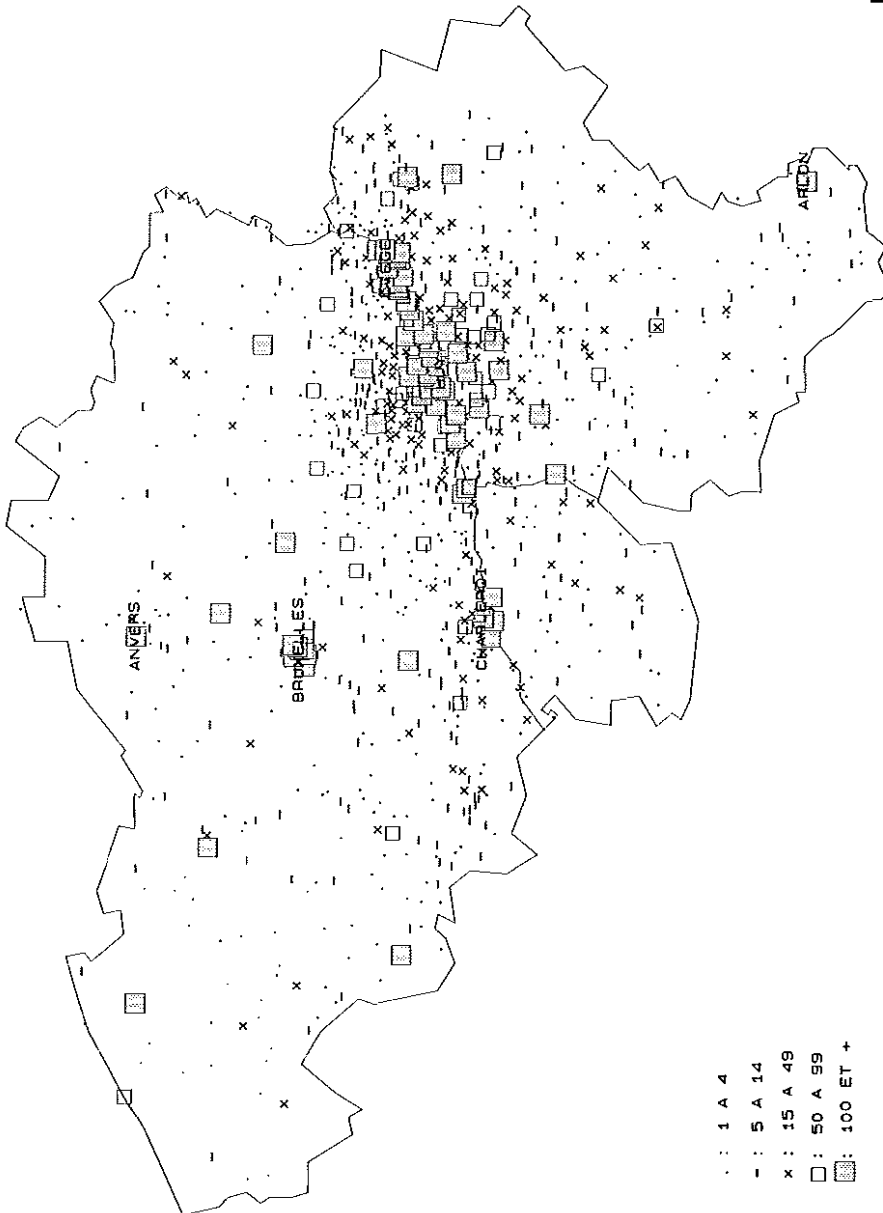 ANVERS
BRUXELLES
LIEGE
CHARLEROI
ARLON
. : 1 A 4
- : 5 A 14
x : 15 A 49
□ : 50 A 99
▒ : 100 ET +